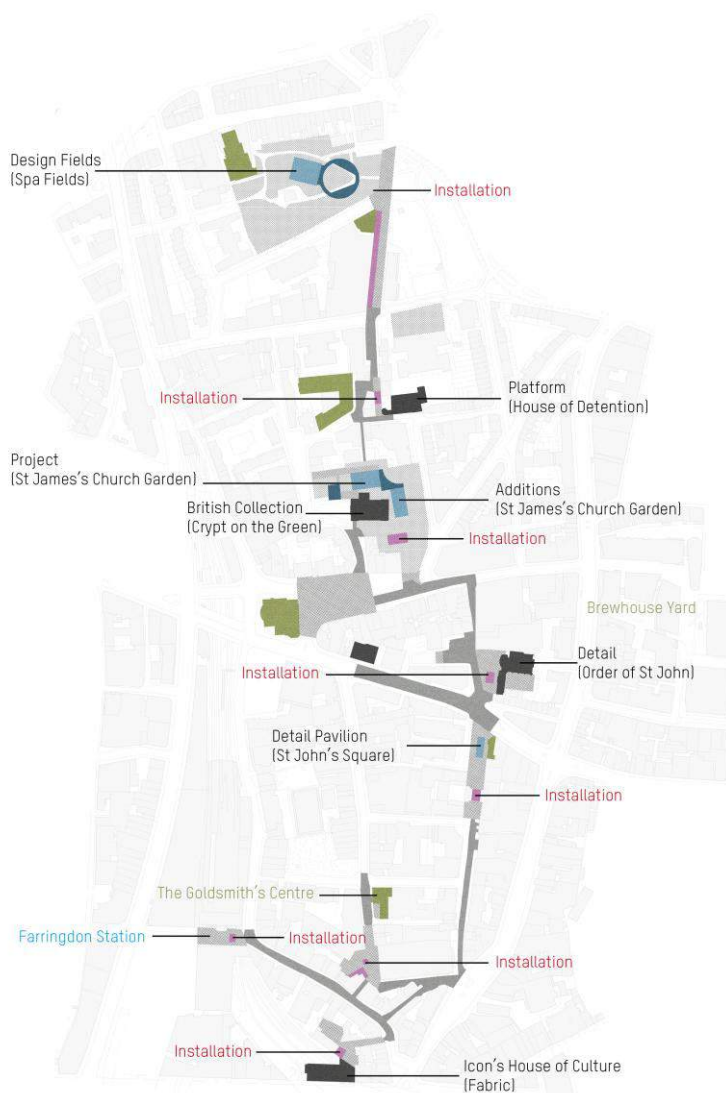 Design Fields
(Spa Fields)
Installation
Installation
Platform
(House of Detention)
Project
(St James's Church Garden)
British Collection
(Crypt on the Green)
Additions
(St James's Church Garden)
Installation
Brewhouse Yard
Detail
(Order of St John)
Installation
Detail Pavilion
(St John's Square)
Installation
The Goldsmith's Centre
Farringdon Station
Installation
Installation
Installation
Icon's House of Culture
(Fabric)